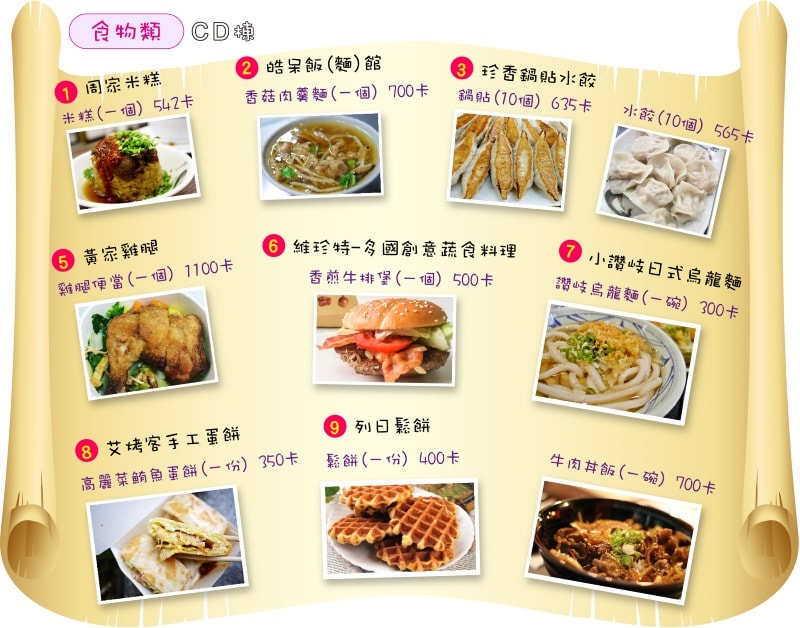 食物類 CD棟
1 周家米糕
米糕(一個) 542卡
2 皓呆飯(麵)館
香菇肉羹麵(一個) 700卡
3 珍香鍋貼水餃
鍋貼(10個) 635卡
水餃(10個) 565卡
5 黃家雞腿
雞腿便當(一個) 1100卡
6 維珍特-多國創意蔬食料理
香煎牛排堡(一個) 500卡
7 小讚岐日式烏龍麵
讚岐烏龍麵(一碗) 300卡
8 艾烤客手工蛋餅
高麗菜鮪魚蛋餅(一份) 350卡
9 列日鬆餅
鬆餅(一份) 400卡
牛肉丼飯(一碗) 700卡